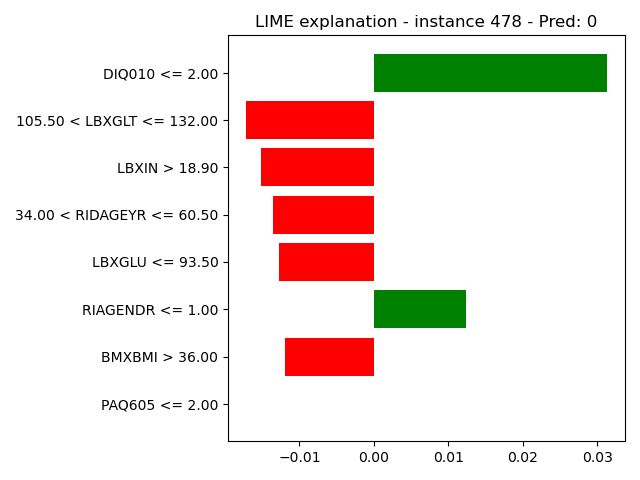 LIME explanation - instance 478 - Pred: 0
DIQ010 <= 2.00
105.50 < LBXGLT <= 132.00
LBXIN > 18.90
34.00 < RIDAGEYR <= 60.50
LBXGLU <= 93.50
RIAGENDR <= 1.00
BMXBMI > 36.00
PAQ605 <= 2.00
−0.01 0.00 0.01 0.02 0.03